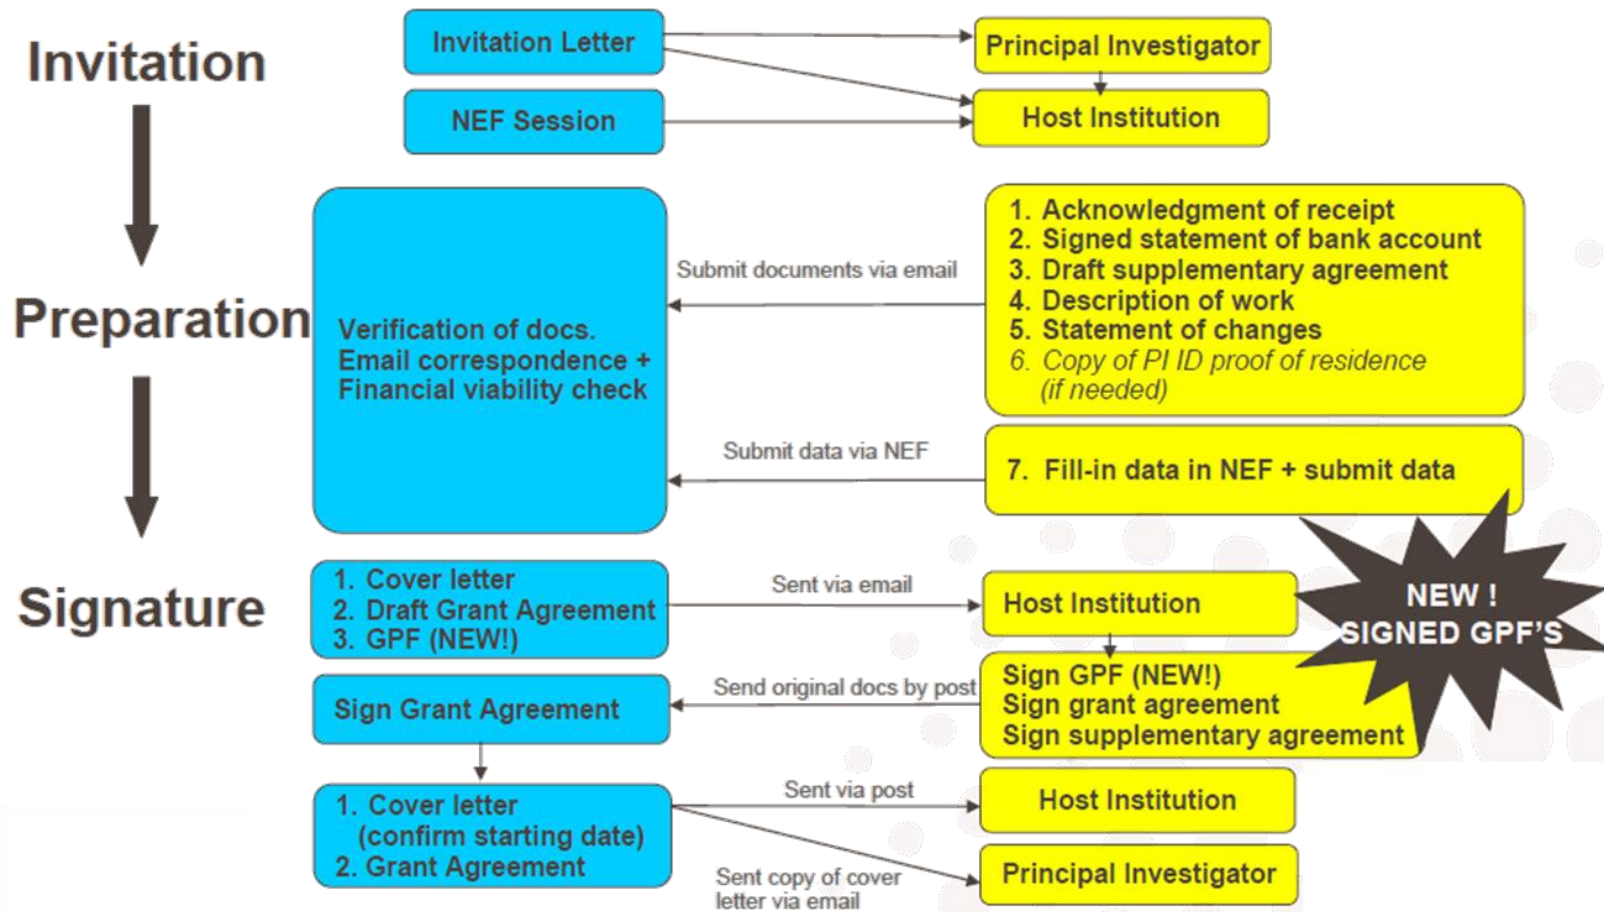 Invitation
Invitation Letter
Principal Investigator
NEF Session
Host Institution
Preparation
Verification of docs.
Email correspondence +
Financial viability check
Submit documents via email
1. Acknowledgment of receipt
2. Signed statement of bank account
3. Draft supplementary agreement
4. Description of work
5. Statement of changes
6. Copy of PI ID proof of residence
(if needed)
Submit data via NEF
7. Fill-in data in NEF + submit data
Signature
1. Cover letter
2. Draft Grant Agreement
3. GPF (NEW!)
Sent via email
Host Institution
NEW !
SIGNED GPF'S
Sign Grant Agreement
Send original docs by post
Sign GPF (NEW!)
Sign grant agreement
Sign supplementary agreement
1. Cover letter
(confirm starting date)
2. Grant Agreement
Sent via post
Host Institution
Sent copy of cover
letter via email
Principal Investigator